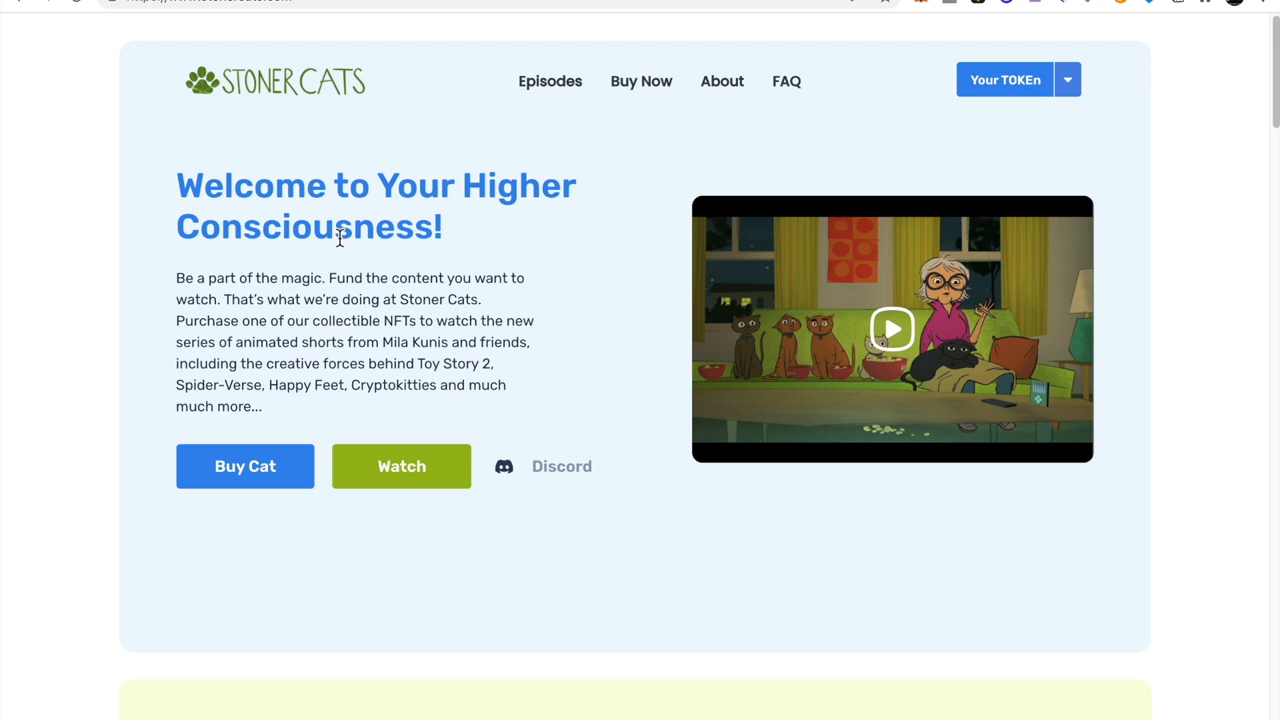 STONER CATS
Episodes
Buy Now
About
FAQ
Your TOKEn
Welcome to Your Higher
Consciousness!
Be a part of the magic. Fund the content you want to
watch. That's what we're doing at Stoner Cats.
Purchase one of our collectible NFTs to watch the new
series of animated shorts from Mila Kunis and friends,
including the creative forces behind Toy Story 2,
Spider-Verse, Happy Feet, Cryptokitties and much
much more...
Buy Cat
Watch
Discord